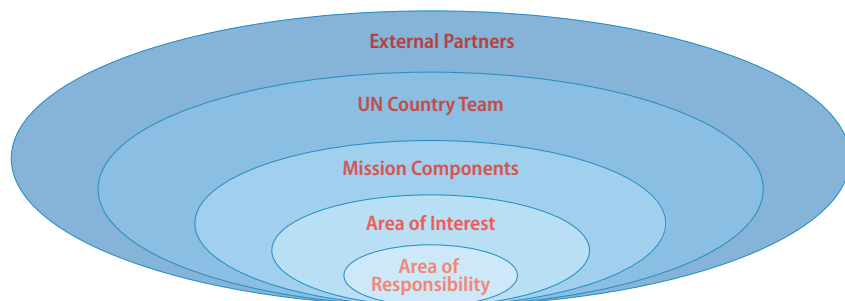 External Partners
UN Country Team
Mission Components
Area of Interest
Area of
Responsibility